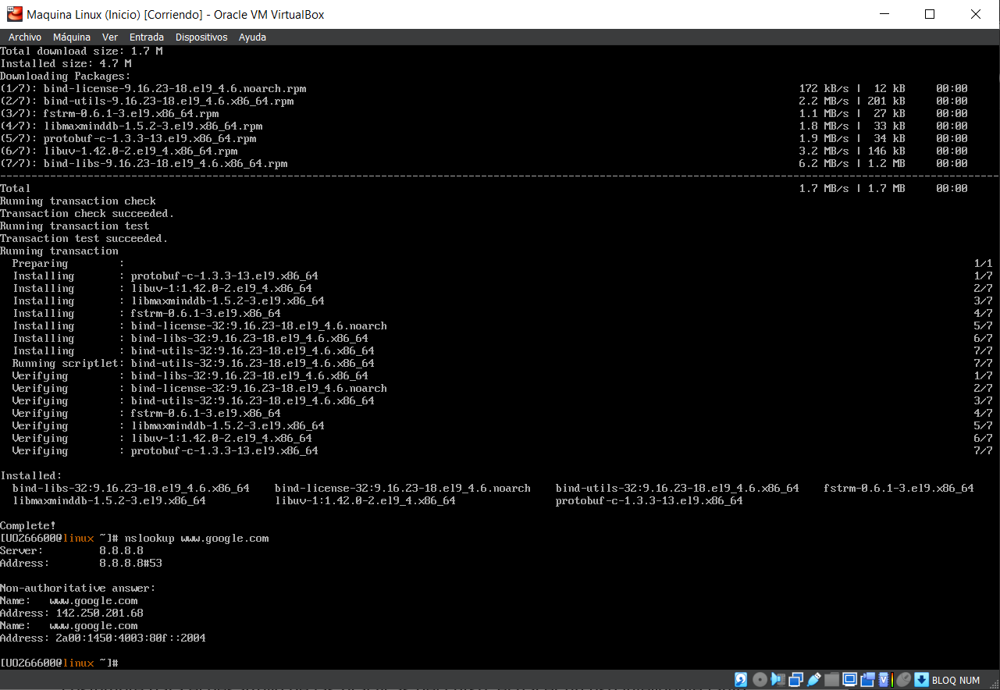 Maquina Linux (Inicio) [Corriendo] - Oracle VM VirtualBox
Archivo Máquina Ver Entrada Dispositivos Ayuda
Total download size: 1.7 M
Installed size: 4.7 M
Downloading Packages:
(1/7): bind-license-9.16.23-18.el9_4.6.noarch.rpm 172 kB/s | 12 kB 00:00
(2/7): bind-utils-9.16.23-18.el9_4.6.x86_64.rpm 2.2 MB/s | 201 kB 00:00
(3/7): fstrm-0.6.1-3.el9.x86_64.rpm 1.1 MB/s | 27 kB 00:00
(4/7): libmaxminddb-1.5.2-3.el9.x86_64.rpm 1.8 MB/s | 33 kB 00:00
(5/7): protobuf-c-1.3.3-13.el9.x86_64.rpm 1.9 MB/s | 34 kB 00:00
(6/7): libuv-1.42.0-2.el9_4.x86_64.rpm 3.2 MB/s | 146 kB 00:00
(7/7): bind-libs-9.16.23-18.el9_4.6.x86_64.rpm 6.2 MB/s | 1.2 MB 00:00
Total 1.7 MB/s | 1.7 MB 00:00
Running transaction check
Transaction check succeeded.
Running transaction test
Transaction test succeeded.
Running transaction
Preparing : 1/1
Installing : protobuf-c-1.3.3-13.el9.x86_64 1/7
Installing : libuv-1:1.42.0-2.el9_4.x86_64 2/7
Installing : libmaxminddb-1.5.2-3.el9.x86_64 3/7
Installing : fstrm-0.6.1-3.el9.x86_64 4/7
Installing : bind-license-32:9.16.23-18.el9_4.6.noarch 5/7
Installing : bind-libs-32:9.16.23-18.el9_4.6.x86_64 6/7
Installing : bind-utils-32:9.16.23-18.el9_4.6.x86_64 7/7
Running scriptlet: bind-utils-32:9.16.23-18.el9_4.6.x86_64 7/7
Verifying : bind-libs-32:9.16.23-18.el9_4.6.x86_64 1/7
Verifying : bind-license-32:9.16.23-18.el9_4.6.noarch 2/7
Verifying : bind-utils-32:9.16.23-18.el9_4.6.x86_64 3/7
Verifying : fstrm-0.6.1-3.el9.x86_64 4/7
Verifying : libmaxminddb-1.5.2-3.el9.x86_64 5/7
Verifying : libuv-1:1.42.0-2.el9_4.x86_64 6/7
Verifying : protobuf-c-1.3.3-13.el9.x86_64 7/7
Installed:
bind-libs-32:9.16.23-18.el9_4.6.x86_64 bind-license-32:9.16.23-18.el9_4.6.noarch bind-utils-32:9.16.23-18.el9_4.6.x86_64 fstrm-0.6.1-3.el9.x86_64
libmaxminddb-1.5.2-3.el9.x86_64 libuv-1:1.42.0-2.el9_4.x86_64 protobuf-c-1.3.3-13.el9.x86_64
Complete!
[UO266600@linux ~]# nslookup www.google.com
Server: 8.8.8.8
Address: 8.8.8.8#53
Non-authoritative answer:
Name: www.google.com
Address: 142.250.201.68
Name: www.google.com
Address: 2a00:1450:4003:80f::2004
[UO266600@linux ~]#
BLOQ NUM